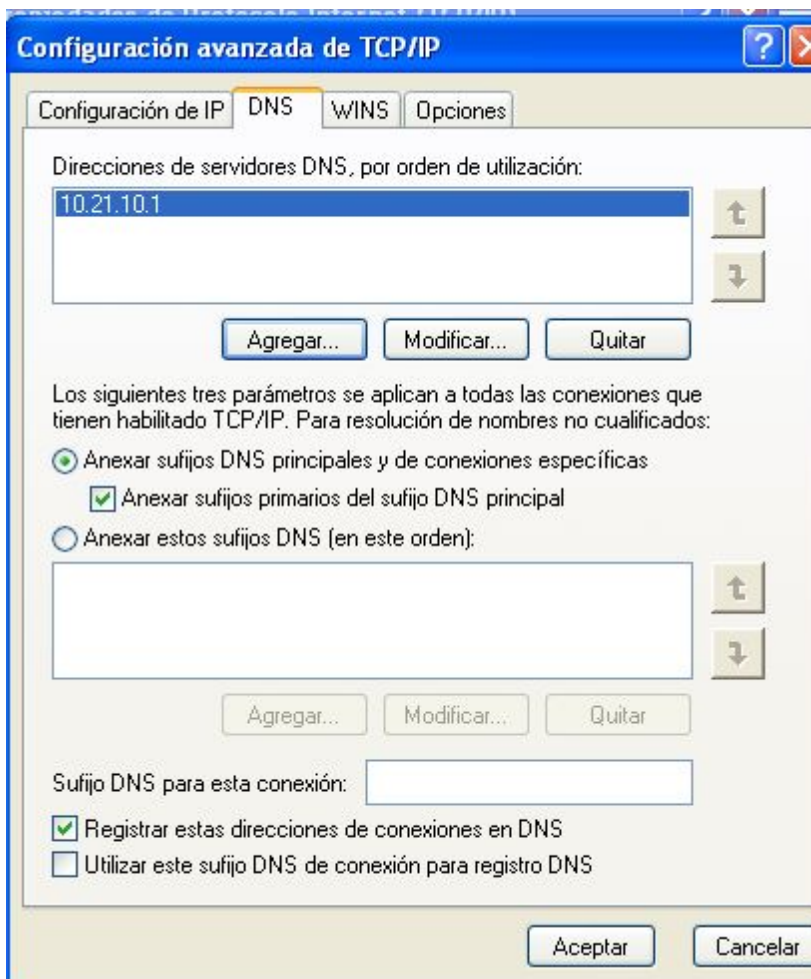 Configuración avanzada de TCP/IP
Configuración de IP DNS WINS Opciones
Direcciones de servidores DNS, por orden de utilización:
10.21.10.1
Agregar... Modificar... Quitar
Los siguientes tres parámetros se aplican a todas las conexiones que
tienen habilitado TCP/IP. Para resolución de nombres no cualificados:
Anexar sufijos DNS principales y de conexiones específicas
Anexar sufijos primarios del sufijo DNS principal
Anexar estos sufijos DNS (en este orden):
Agregar... Modificar... Quitar
Sufijo DNS para esta conexión:
Registrar estas direcciones de conexiones en DNS
Utilizar este sufijo DNS de conexión para registro DNS
Aceptar Cancelar